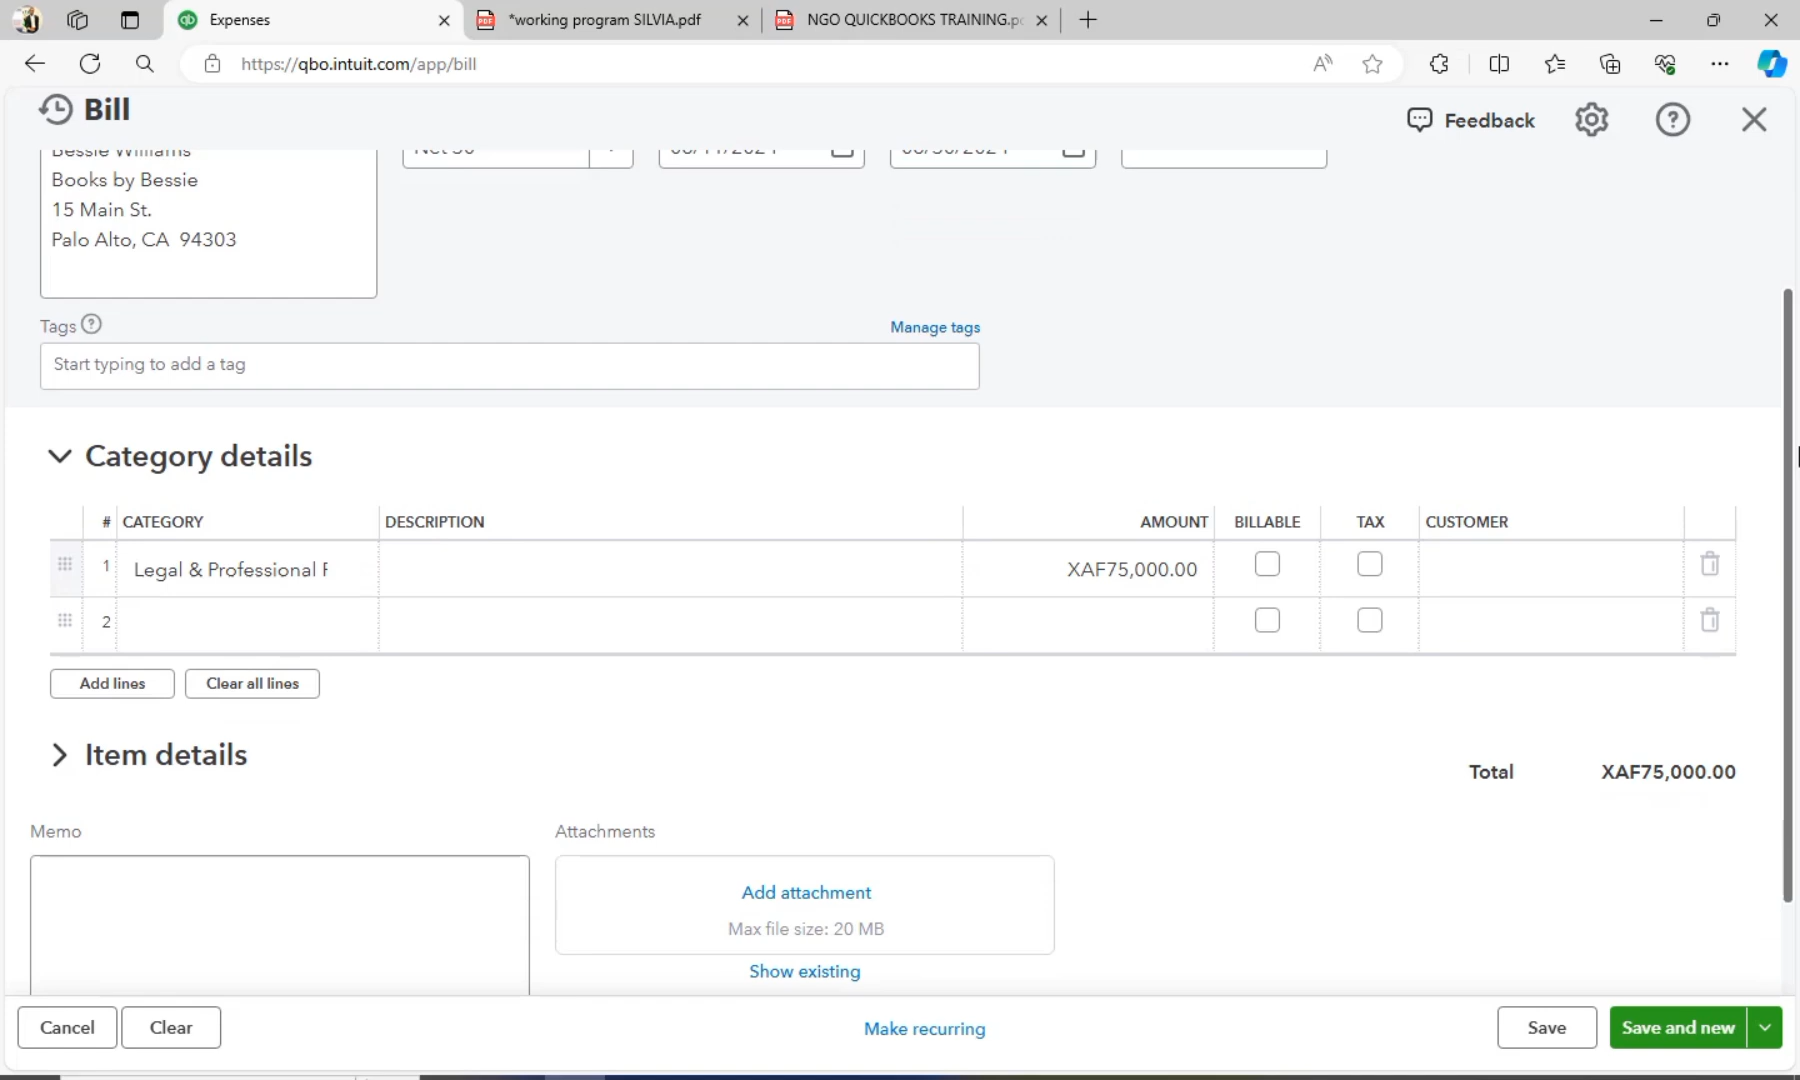 Expenses
*working program SILVIA.pdf
NGO QUICKBOOKS TRAINING.pd
https://qbo.intuit.com/app/bill
Bill
Feedback
Bessie Williams
Books by Bessie
15 Main St.
Palo Alto, CA 94303
Tags
Manage tags
Start typing to add a tag
Category details
# CATEGORY DESCRIPTION AMOUNT BILLABLE TAX CUSTOMER
1 Legal & Professional F XAF75,000.00
2
Add lines Clear all lines
Item details
Total XAF75,000.00
Memo
Attachments
Add attachment
Max file size: 20 MB
Show existing
Cancel Clear Make recurring Save Save and new